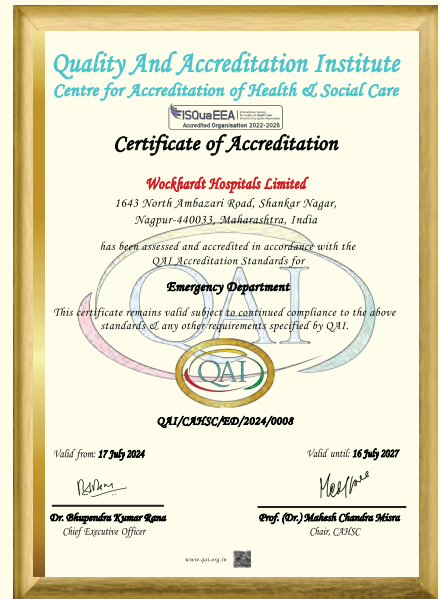 Quality And Accreditation Institute
Centre for Accreditation of Health & Social Care
ISQuaEEA
Accredited Organisation 2022-2026
Certificate of Accreditation
Wockhardt Hospitals Limited
1643 North Ambazari Road, Shankar Nagar,
Nagpur-440033, Maharashtra, India
has been assessed and accredited in accordance with the
QAI Accreditation Standards for
Emergency Department
This certificate remains valid subject to continued compliance to the above
standards & any other requirements specified by QAI.
QAI
QAI
QAI/CAHSC/ED/2024/0008
Valid from: 17 July 2024 Valid until: 16 July 2027
Dr. Bhupendra Kumar Rana Prof. (Dr.) Mahesh Chandra Misra
Chief Executive Officer Chair, CAHSC
www.qai.org.in